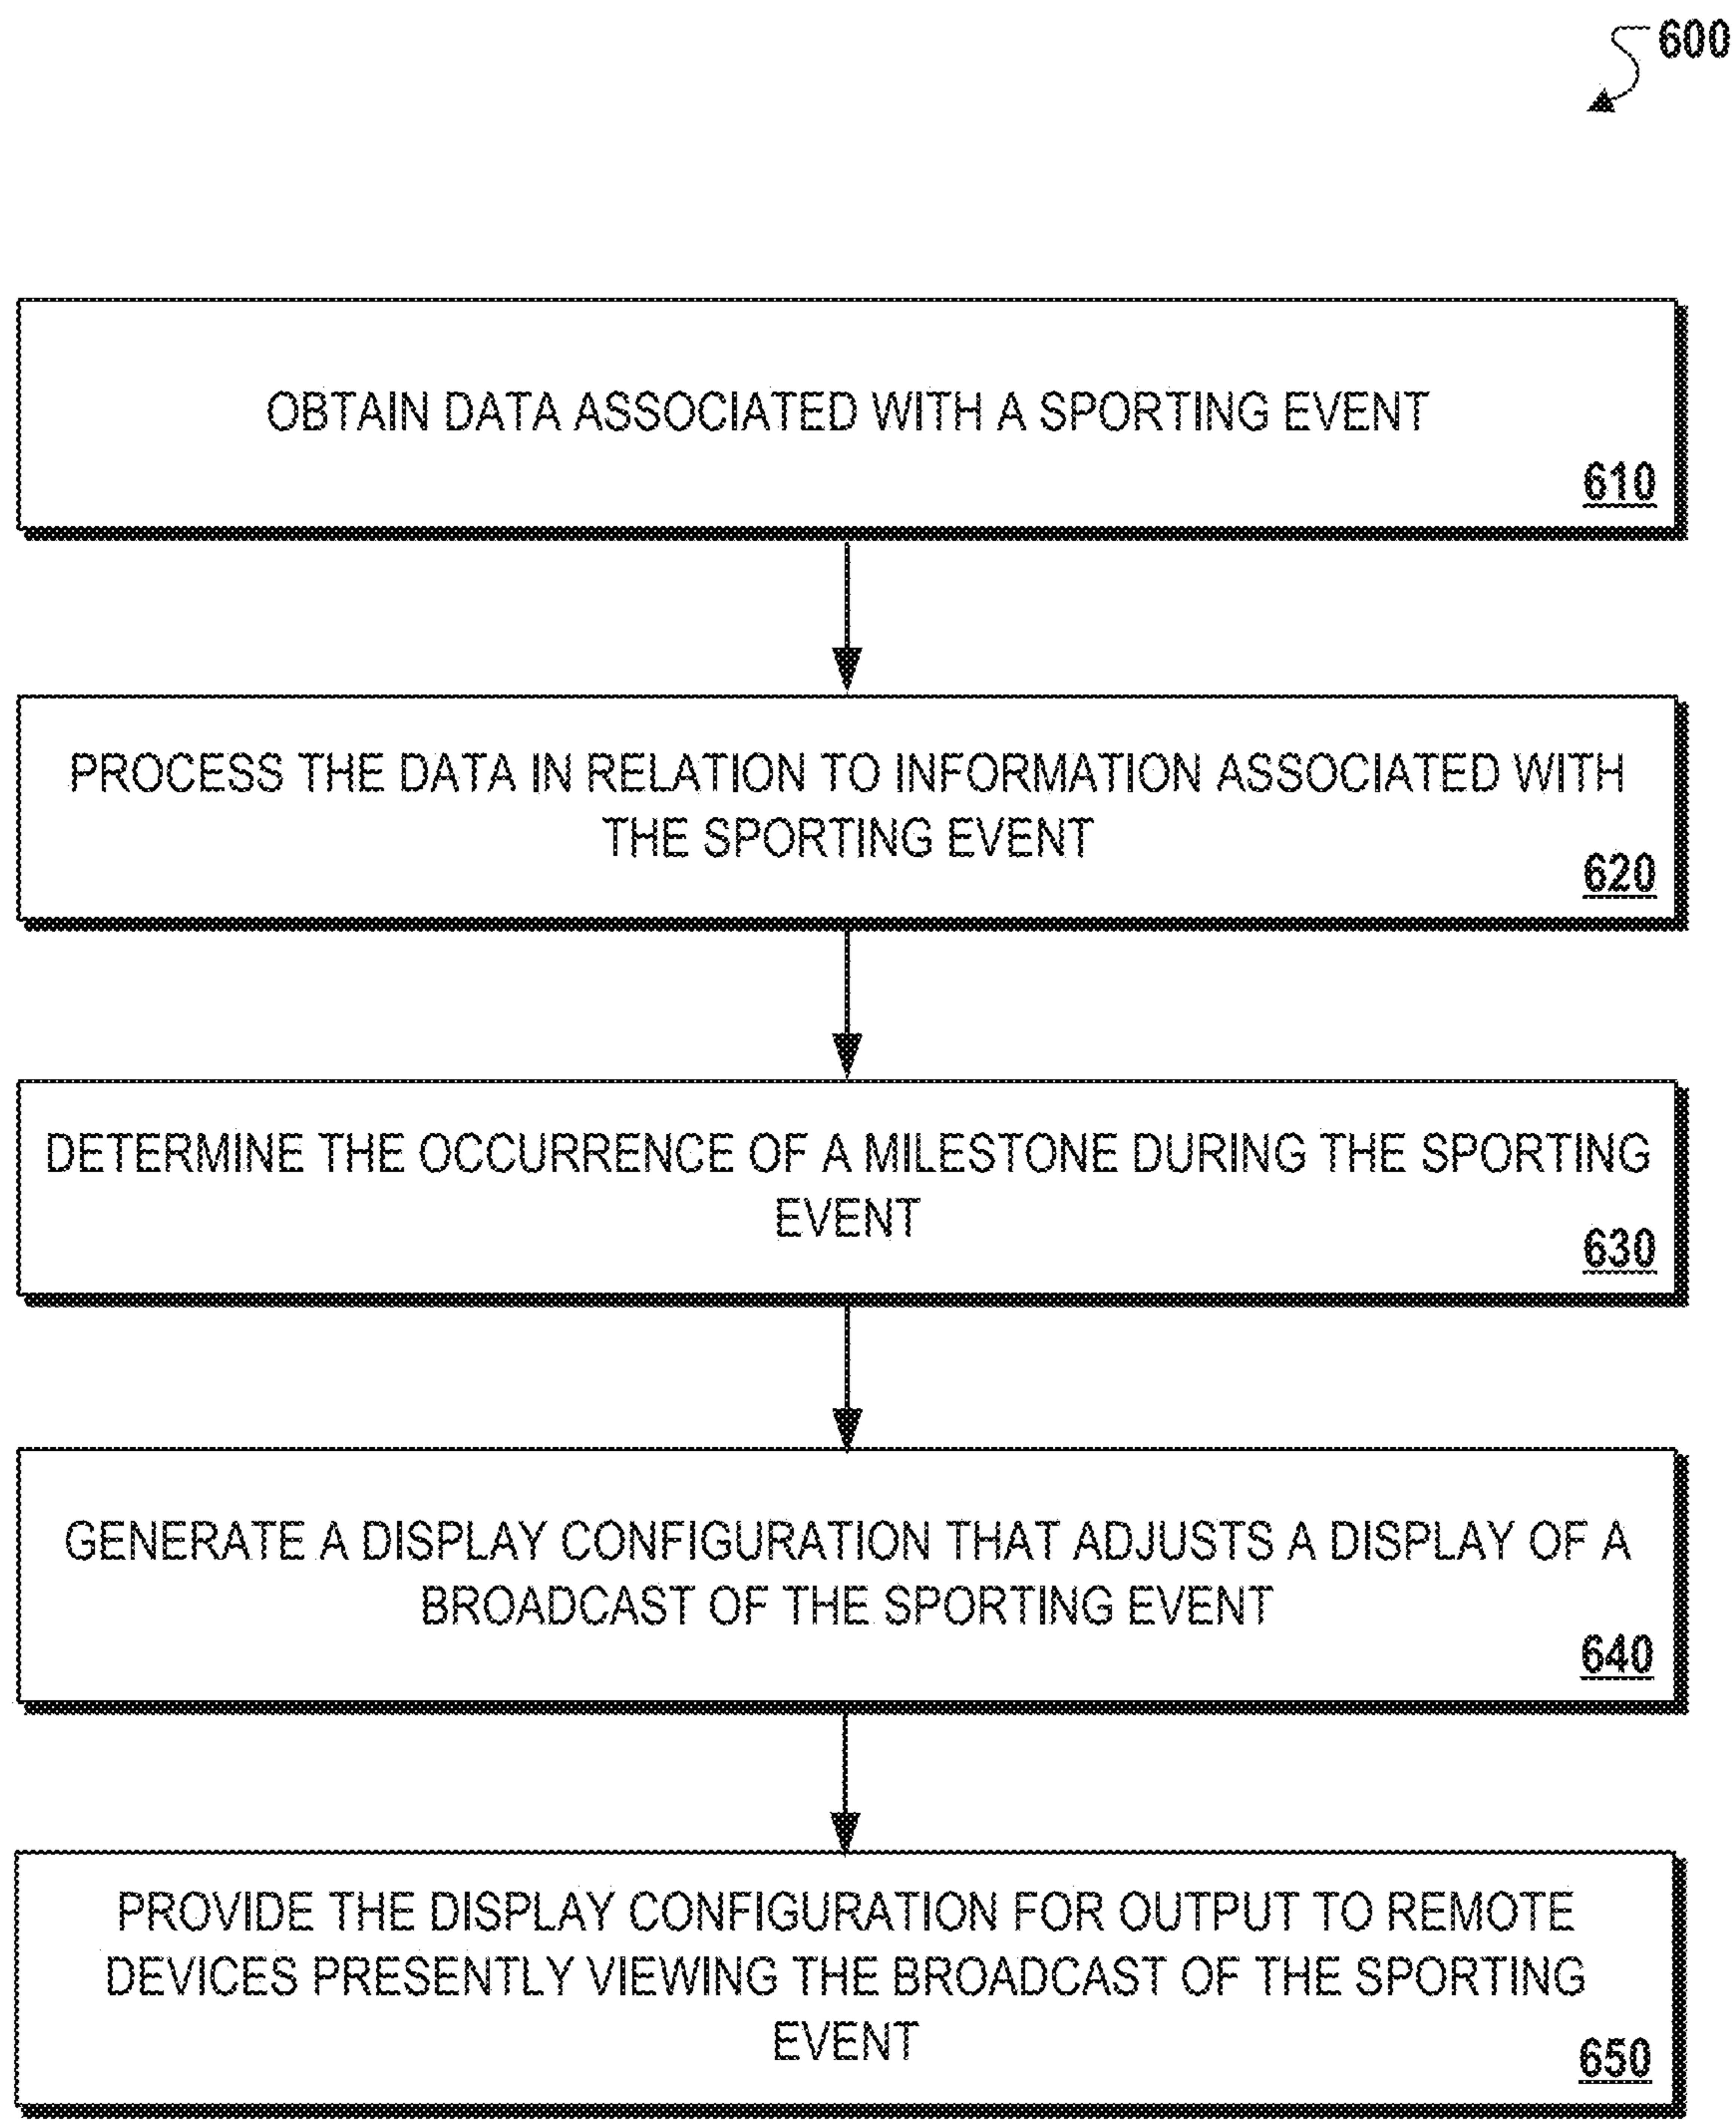 600
OBTAIN DATA ASSOCIATED WITH A SPORTING EVENT
610
PROCESS THE DATA IN RELATION TO INFORMATION ASSOCIATED WITH
THE SPORTING EVENT
620
DETERMINE THE OCCURRENCE OF A MILESTONE DURING THE SPORTING
EVENT
630
GENERATE A DISPLAY CONFIGURATION THAT ADJUSTS A DISPLAY OF A
BROADCAST OF THE SPORTING EVENT
640
PROVIDE THE DISPLAY CONFIGURATION FOR OUTPUT TO REMOTE
DEVICES PRESENTLY VIEWING THE BROADCAST OF THE SPORTING
EVENT
650